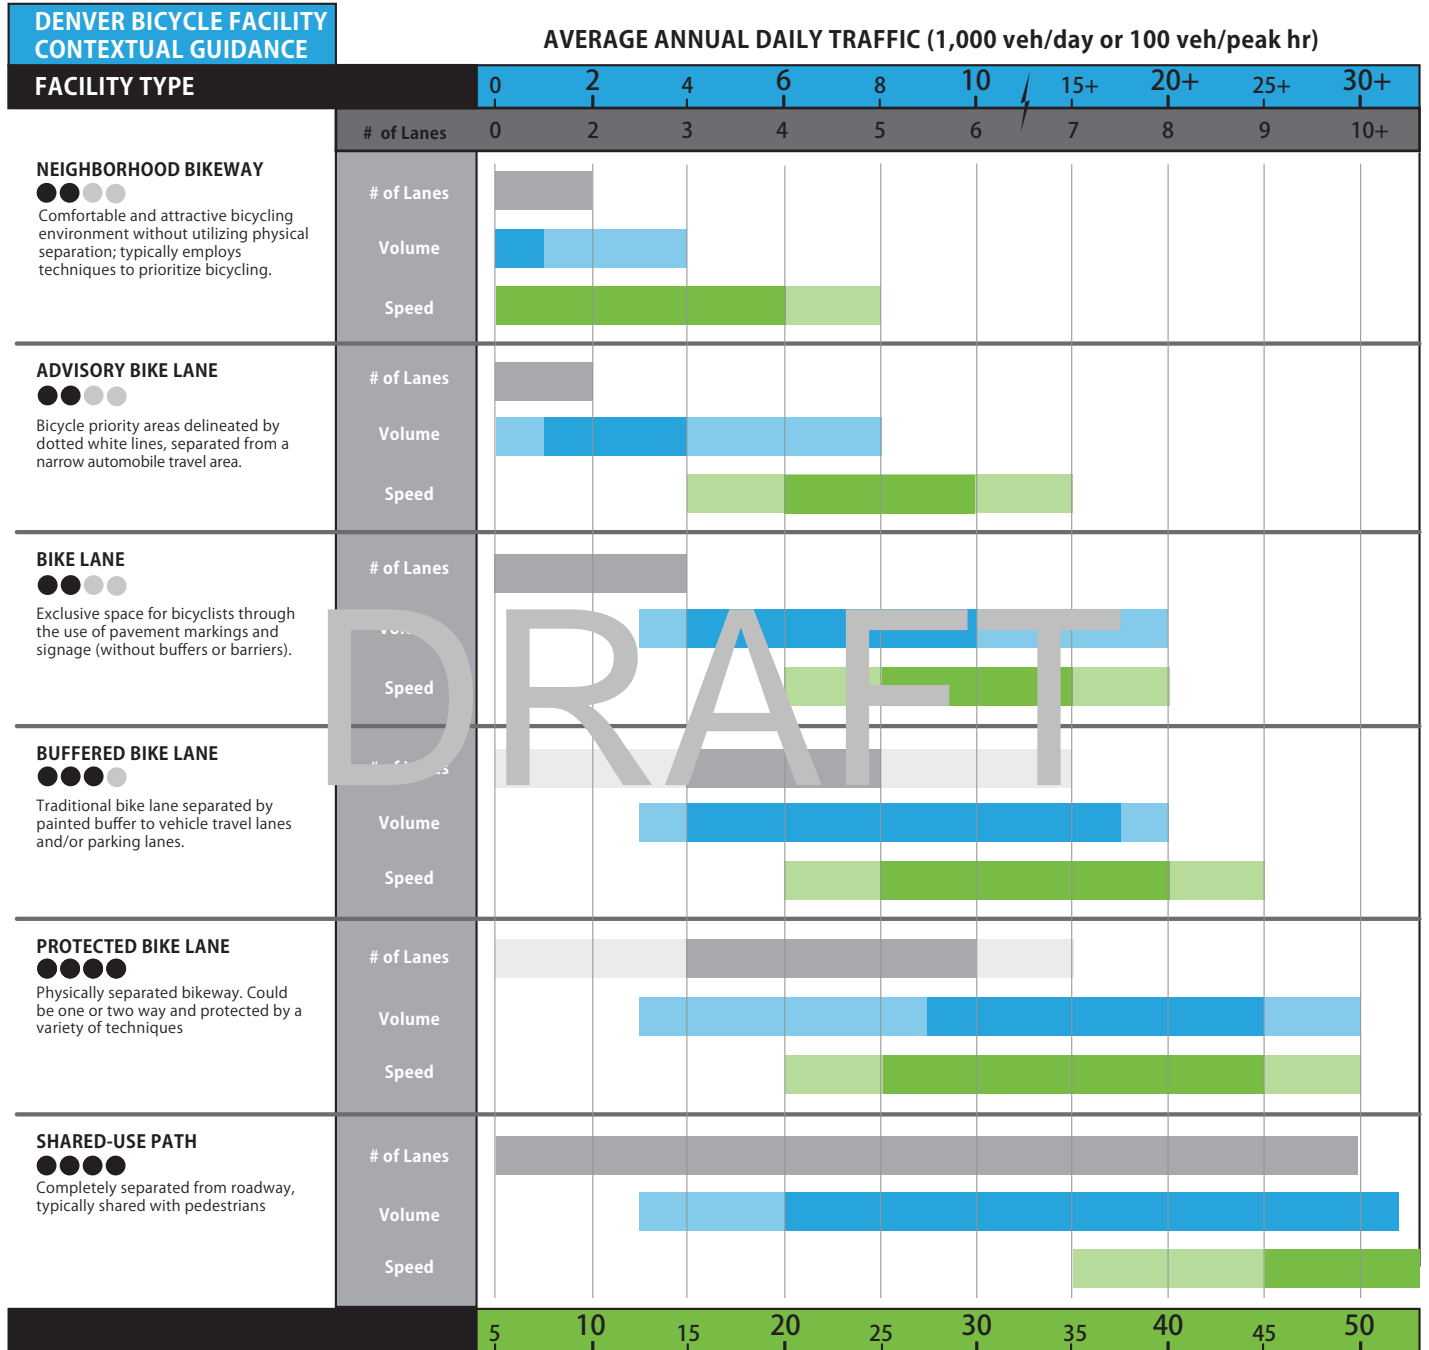 DENVER BICYCLE FACILITY
CONTEXTUAL GUIDANCE
AVERAGE ANNUAL DAILY TRAFFIC (1,000 veh/day or 100 veh/peak hr)
FACILITY TYPE
0 2 4 6 8 10 15+ 20+ 25+ 30+
# of Lanes 0 2 3 4 5 6 7 8 9 10+
NEIGHBORHOOD BIKEWAY
Comfortable and attractive bicycling
environment without utilizing physical
separation; typically employs
techniques to prioritize bicycling.
# of Lanes
Volume
Speed
ADVISORY BIKE LANE
Bicycle priority areas delineated by
dotted white lines, separated from a
narrow automobile travel area.
# of Lanes
Volume
Speed
BIKE LANE
Exclusive space for bicyclists through
the use of pavement markings and
signage (without buffers or barriers).
# of Lanes
Volume
Speed
DRAFT
BUFFERED BIKE LANE
Traditional bike lane separated by
painted buffer to vehicle travel lanes
and/or parking lanes.
# of Lanes
Volume
Speed
PROTECTED BIKE LANE
Physically separated bikeway. Could
be one or two way and protected by a
variety of techniques
# of Lanes
Volume
Speed
SHARED-USE PATH
Completely separated from roadway,
typically shared with pedestrians
# of Lanes
Volume
Speed
5 10 15 20 25 30 35 40 45 50